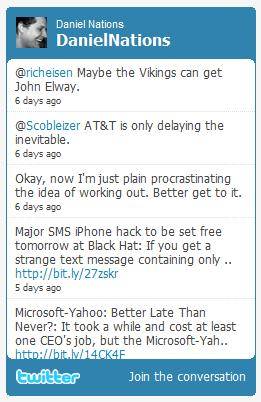 Daniel Nations
DanielNations
@richeisen Maybe the Vikings can get
John Elway.
6 days ago
@Scobleizer AT&T is only delaying the
inevitable.
6 days ago
Okay, now I'm just plain procrastinating
the idea of working out. Better get to it.
6 days ago
Major SMS iPhone hack to be set free
tomorrow at Black Hat: If you get a
strange text message containing only ..
http://bit.ly/27zskr
5 days ago
Microsoft-Yahoo: Better Late Than
Never?: It took a while and cost at least
one CEO's job, but the Microsoft-Yah..
http://bit.ly/14CK4F
twitter
Join the conversation